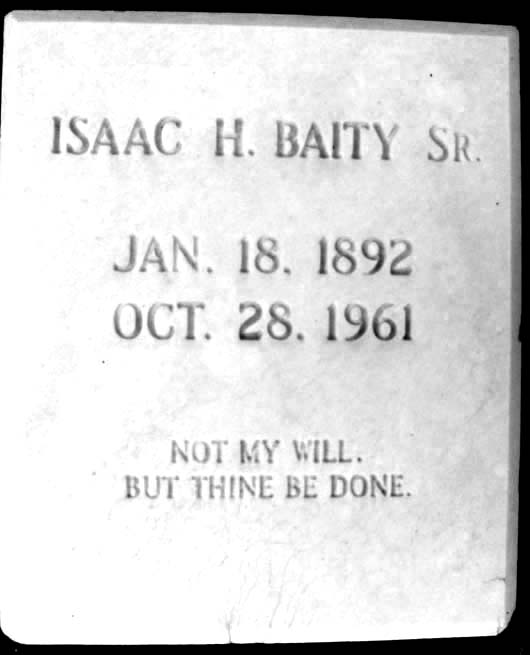 ISAAC H. BAITY SR.
JAN. 18. 1892
OCT. 28. 1961
NOT MY WILL.
BUT THINE BE DONE.